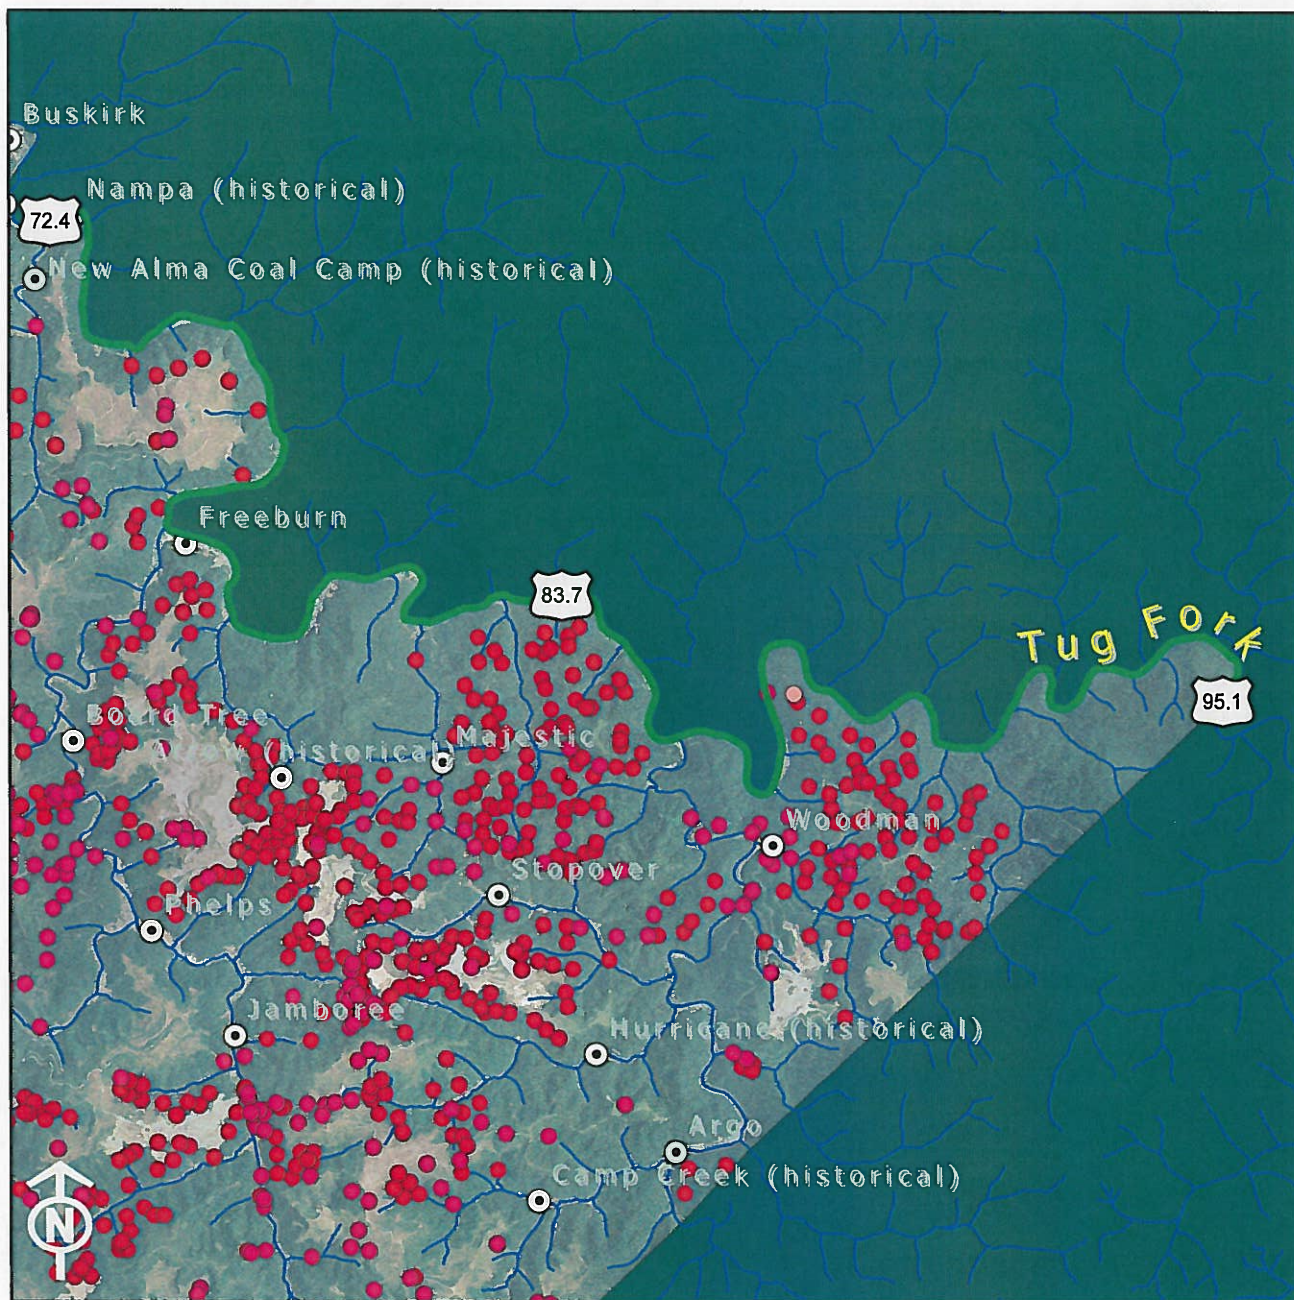 Buskirk
Nampa (historical)
72.4
New Alma Coal Camp (historical)
Freeburn
83.7
Tug Fork
95.1
Board Tree
(historical)
Majestic
Woodman
Stopover
Phelps
Jamboree
Hurricane (historical)
Argo
Camp Creek (historical)
N